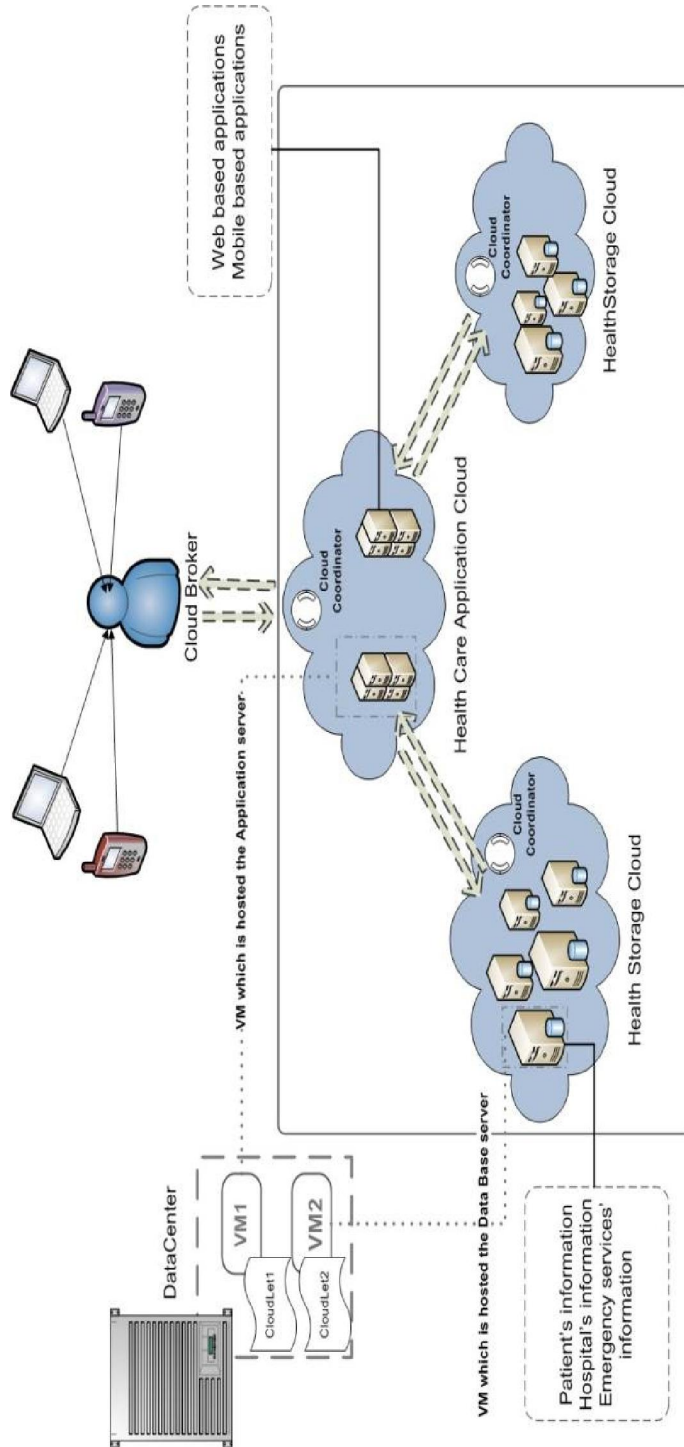 DataCenter
VM1
CloudLet1
VM2
CloudLet2
VM which is hosted the Application server
VM which is hosted the Data Base server
Patient's information
Hospital's information
Emergency services'
information
Cloud Broker
Cloud
Coordinator
Health Care Application Cloud
Cloud
Coordinator
Health Storage Cloud
Web based applications
Mobile based applications
Cloud
Coordinator
HealthStorage Cloud